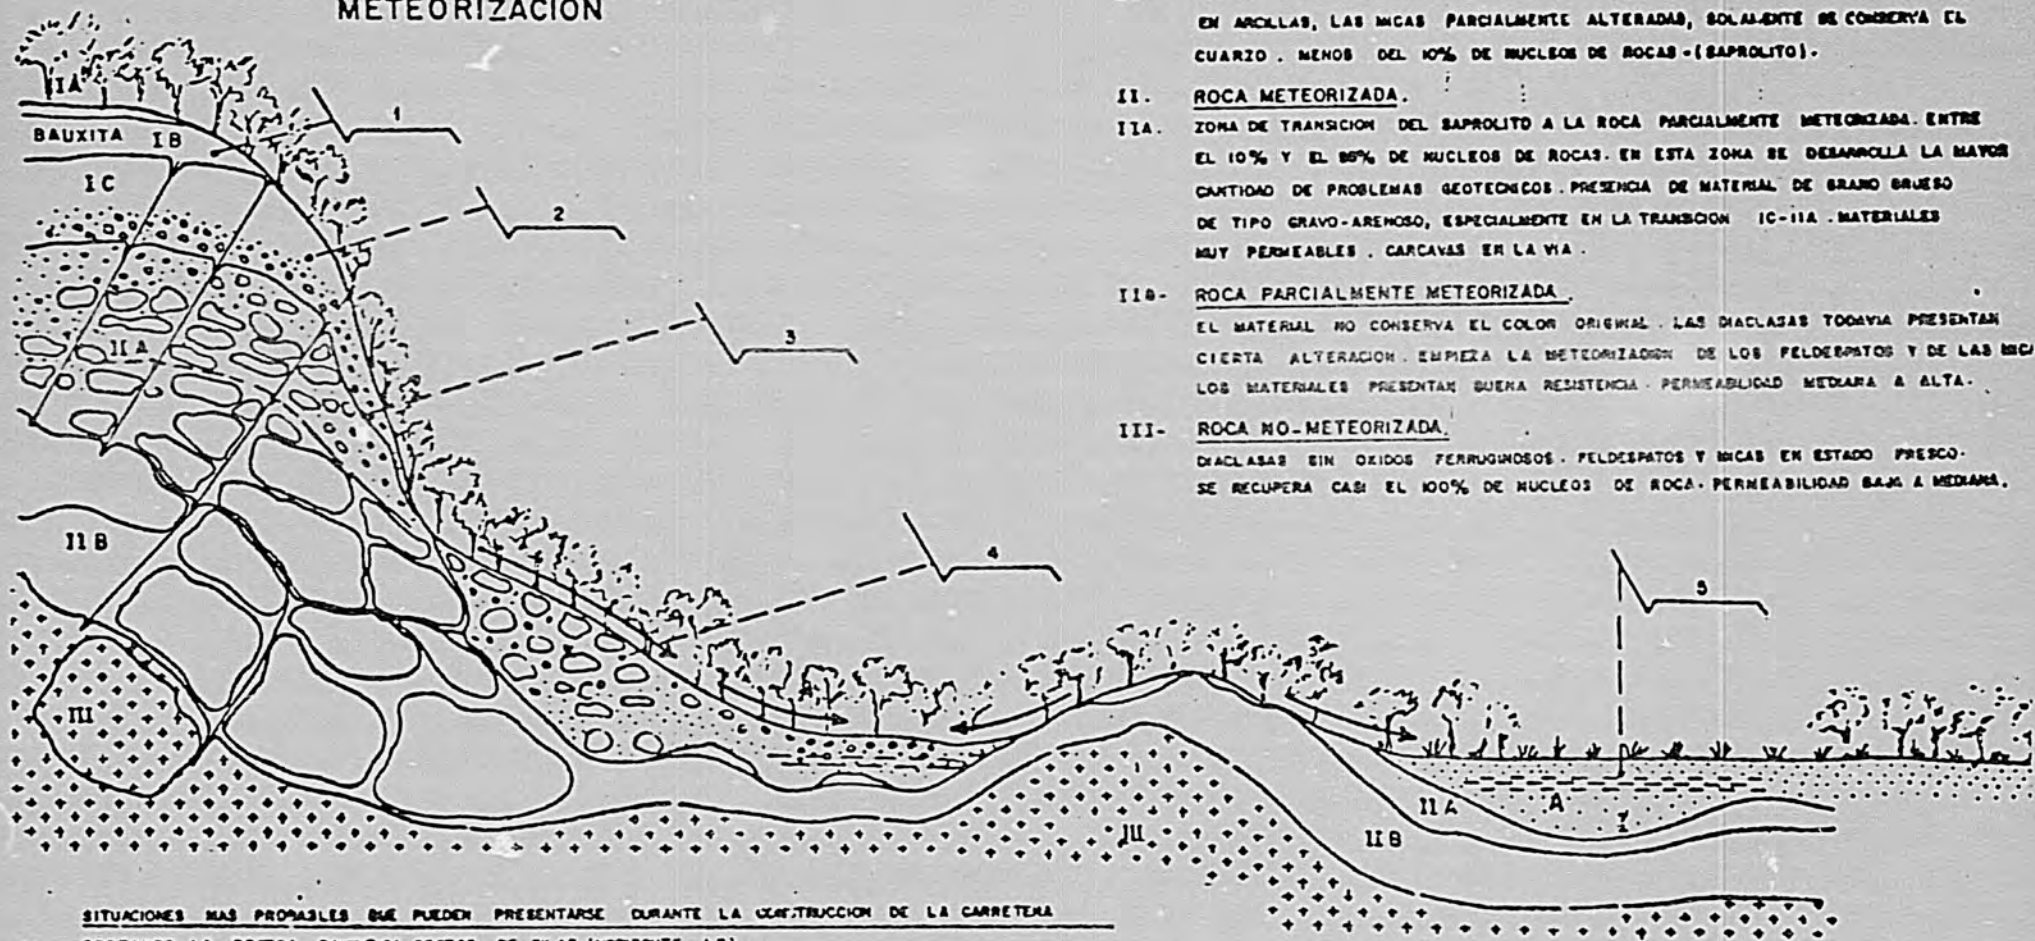 METEORIZACIÓN
EN ARCILLAS, LAS MICAS PARCIALMENTE ALTERADAS, SOLAMENTE SE CONSERVA EL
CUARZO. MENOS DEL 10% DE NUCLEOS DE ROCAS-(SAPROLITO).
II. ROCA METEORIZADA.
IIA. ZONA DE TRANSICION DEL SAPROLITO A LA ROCA PARCIALMENTE METEORIZADA. ENTRE
EL 10% Y EL 95% DE NUCLEOS DE ROCAS. EN ESTA ZONA SE DESARROLLA LA MAYOR
CANTIDAD DE PROBLEMAS GEOTECNICOS. PRESENCIA DE MATERIAL DE GRANO GRUESO
DE TIPO GRAVO-ARENOSO, ESPECIALMENTE EN LA TRANSICION IC-IIA. MATERIALES
MUY PERMEABLES. CARCAVAS EN LA VIA.
IIB- ROCA PARCIALMENTE METEORIZADA.
EL MATERIAL NO CONSERVA EL COLOR ORIGINAL. LAS DIACLASAS TODAVIA PRESENTAN
CIERTA ALTERACION. EMPIEZA LA METEORIZACION DE LOS FELDESPATOS Y DE LAS
LOS MATERIALES PRESENTAN BUENA RESISTENCIA. PERMEABILIDAD MEDIANA A ALTA.
III- ROCA NO-METEORIZADA.
DIACLASAS SIN OXIDOS FERRUGINOSOS. FELDESPATOS Y MICAS EN ESTADO FRESCO.
SE RECUPERA CASI EL 100% DE NUCLEOS DE ROCA. PERMEABILIDAD BAJA A MEDIANA.
IA
BAUXITA IB
IC
1
2
3
IIA
IIB
4
5
III
IIA
A
III
IIB
SITUACIONES MAS PROBABLES QUE PUEDEN PRESENTARSE DURANTE LA CONSTRUCCION DE LA CARRETERA